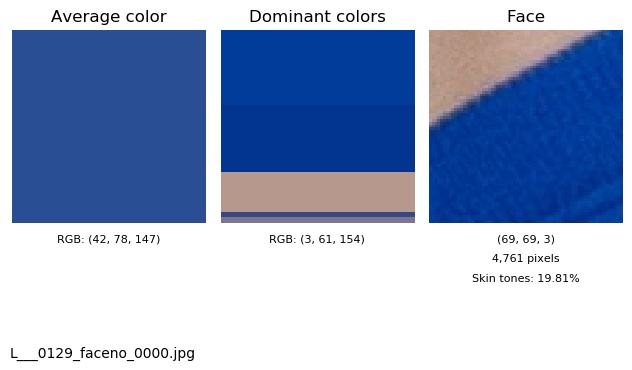 Average color
Dominant colors
Face
RGB: (42, 78, 147)
RGB: (3, 61, 154)
(69, 69, 3)
4,761 pixels
Skin tones: 19.81%
L___0129_faceno_0000.jpg